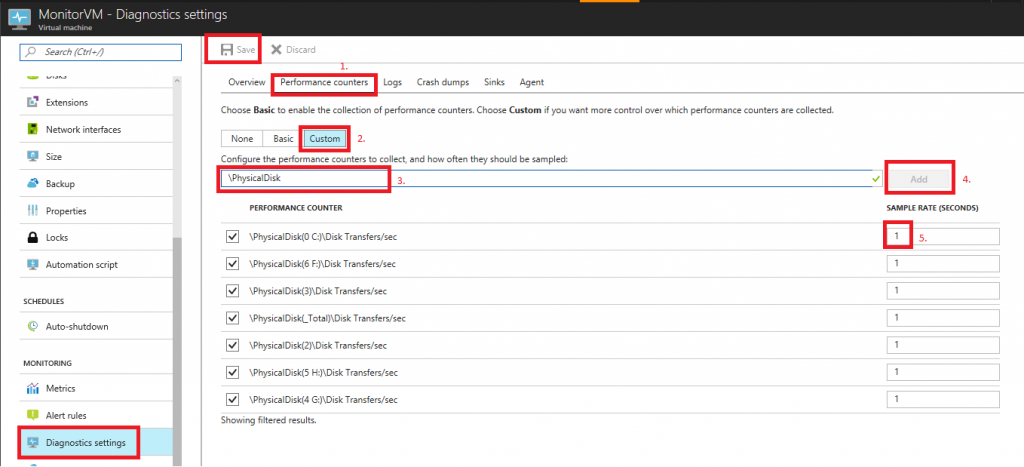 MonitorVM - Diagnostics settings
Virtual machine
Search (Ctrl+/)
Disks
Extensions
Network interfaces
Size
Backup
Properties
Locks
Automation script
SCHEDULES
Auto-shutdown
MONITORING
Metrics
Alert rules
Diagnostics settings
Save Discard
1.
Overview Performance counters Logs Crash dumps Sinks Agent
Choose Basic to enable the collection of performance counters. Choose Custom if you want more control over which performance counters are collected.
None Basic Custom 2.
Configure the performance counters to collect, and how often they should be sampled:
\PhysicalDisk 3. Add 4.
PERFORMANCE COUNTER SAMPLE RATE (SECONDS)
\PhysicalDisk(0 C:)\Disk Transfers/sec 1 5.
\PhysicalDisk(6 F:)\Disk Transfers/sec 1
\PhysicalDisk(3)\Disk Transfers/sec 1
\PhysicalDisk(_Total)\Disk Transfers/sec 1
\PhysicalDisk(2)\Disk Transfers/sec 1
\PhysicalDisk(5 H:)\Disk Transfers/sec 1
\PhysicalDisk(4 G:)\Disk Transfers/sec 1
Showing filtered results.